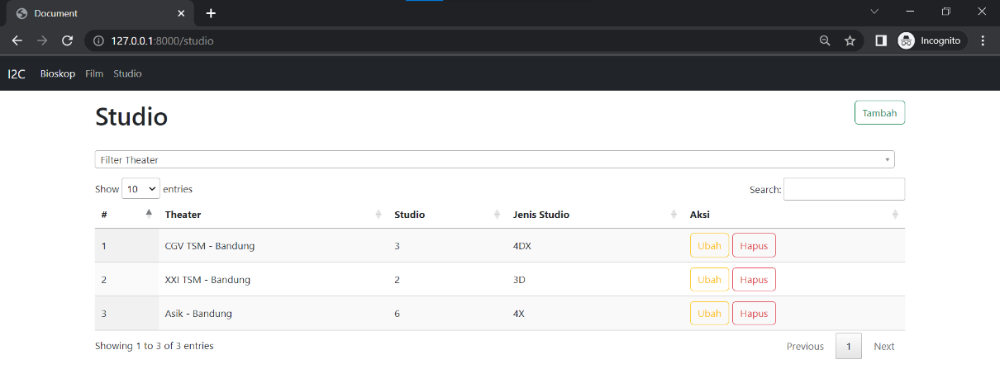 Document
127.0.0.1:8000/studio
Incognito
I2C Bioskop Film Studio
Studio
Tambah
Filter Theater
Show 10 entries
Search:
# Theater Studio Jenis Studio Aksi
1 CGV TSM - Bandung 3 4DX Ubah Hapus
2 XXI TSM - Bandung 2 3D Ubah Hapus
3 Asik - Bandung 6 4X Ubah Hapus
Showing 1 to 3 of 3 entries
Previous 1 Next